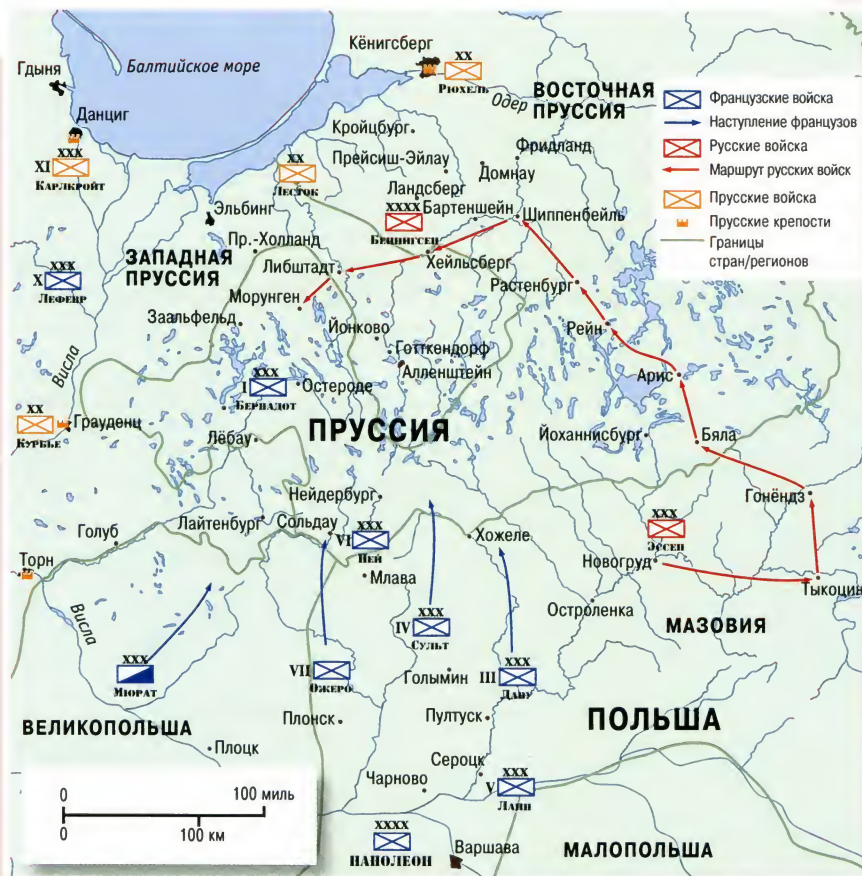 Кёнигсберг
XX
РЮХЕЛЬ
Гдыня
Балтийское море
Одер
ВОСТОЧНАЯ
ПРУССИЯ
Французские войска
Наступление французов
Русские войска
Маршрут русских войск
Прусские войска
Прусские крепости
Границы
стран/регионов
Данциг
XXX
XI
КАРЛКРОЙТ
Кройцбург
Прейсиш-Эйлау
Фридланд
Домнау
XX
ЛЕСТОК
Ландсберг
XXXX
БЕННИГСЕН
Бартеншейн
Шиппенбейль
Эльбинг
Пр.-Холланд
ЗАПАДНАЯ
ПРУССИЯ
Либштадт
Хейльсберг
XXX
X
ЛЕФЕВР
Морунген
Растенбург
Заальфельд
Йонково
Рейн
Готткендорф
Алленштейн
Висла
Арис
XXX
I
БЕРНАДОТ
Остероде
XX
КУРБЬЕ
Грауденц
ПРУССИЯ
Лёбау
Йоханнисбург
Бяла
Нейдербург
Гонёндз
Голуб
Лайтенбург
Сольдау
XXX
VI
НЕЙ
Хожеле
XXX
ЭССЕН
Торн
Млава
Новогруд
Тыкоцин
Остроленка
МАЗОВИЯ
Висла
XXX
IV
СУЛЬТ
XXX
МЮРАТ
XXX
VII
ОЖЕРО
Голымин
XXX
III
ДАВУ
ВЕЛИКОПОЛЬША
Плонск
Пултуск
ПОЛЬША
Плоцк
Сероцк
Чарново
XXX
V
ЛАНН
0 100 миль
0 100 км
XXXX
НАПОЛЕОН
Варшава
МАЛОПОЛЬША